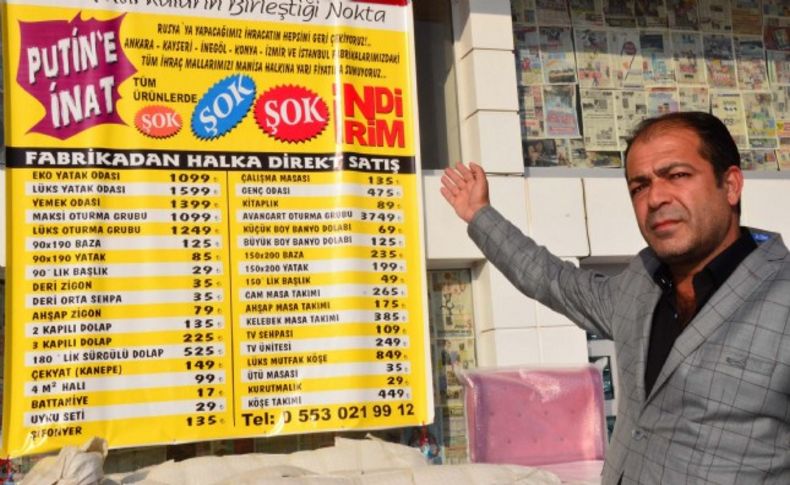 Birleştiği Nokta
PUTİN'E
İNAT
RUSYA`YA YAPACAĞIMIZ İHRACATIN HEPSİNİ GERİ ÇEKİYORUZ!..
ANKARA - KAYSERİ - İNEGÖL - KONYA - İZMİR VE İSTANBUL FABRİKALARIMIZDAKİ
TÜM İHRAÇ MALLARIMIZI MANİSA HALKINA YARI FİYATINA SUNUYORUZ...
TÜM
ÜRÜNLERDE
ŞOK
ŞOK
ŞOK
İNDİ
RİM
FABRİKADAN HALKA DİREKT SATIŞ
EKO YATAK ODASI 1099 ₺
LÜKS YATAK ODASI 1599 ₺
YEMEK ODASI 1399 ₺
MAKSİ OTURMA GRUBU 1099 ₺
LÜKS OTURMA GRUBU 1249 ₺
90x190 BAZA 125 ₺
90x190 YATAK 85 ₺
90`LIK BAŞLIK 29 ₺
DERİ ZİGON 35 ₺
DERİ ORTA SEHPA 35 ₺
AHŞAP ZİGON 79 ₺
2 KAPILI DOLAP 135 ₺
3 KAPILI DOLAP 225 ₺
180`LİK SÜRGÜLÜ DOLAP 525 ₺
ÇEKYAT (KANEPE) 149 ₺
4 M² HALI 99 ₺
BATTANİYE 17 ₺
UYKU SETİ 29 ₺
ŞİFONYER 135 ₺
ÇALIŞMA MASASI 135 ₺
GENÇ ODASI 475 ₺
KİTAPLIK 89 ₺
AVANGART OTURMA GRUBU 3749 ₺
KÜÇÜK BOY BANYO DOLABI 69 ₺
BÜYÜK BOY BANYO DOLABI 125 ₺
150x200 BAZA 235 ₺
150x200 YATAK 199 ₺
150`LİK BAŞLIK 49 ₺
CAM MASA TAKIMI 265 ₺
AHŞAP MASA TAKIMI 175 ₺
KELEBEK MASA TAKIMI 385 ₺
TV SEHPASI 109 ₺
TV ÜNİTESİ 249 ₺
LÜKS MUTFAK KÖŞE 849 ₺
ÜTÜ MASASI 35 ₺
KURUTMALIK 29 ₺
KÖŞE TAKIMI 449 ₺
Tel: 0 553 021 99 12